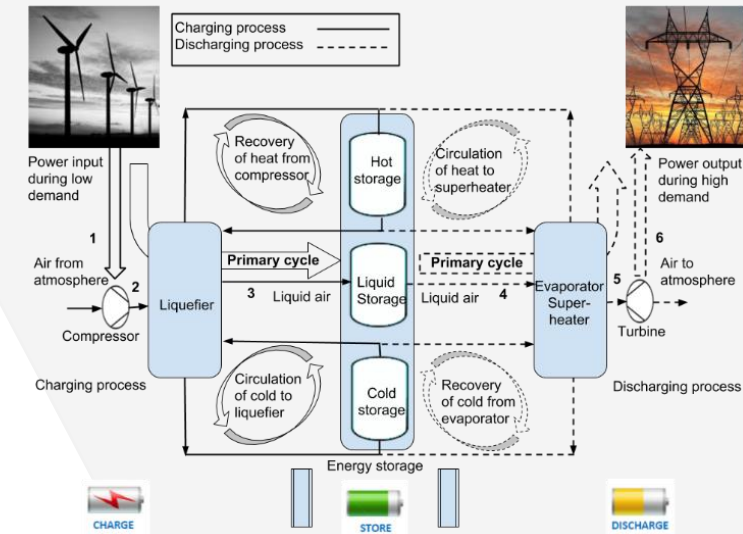 Charging process
Discharging process
Power input
during low
demand
Recovery
of heat from
compressor
Hot
storage
Circulation
of heat to
superheater
Power output
during high
demand
1
6
Air from
atmosphere
2
Compressor
Liquefier
Primary cycle
3
Liquid air
Liquid
Storage
Primary cycle
Liquid air
4
Evaporator
Super-
heater
5
Turbine
Air to
atmosphere
Charging process
Circulation
of cold to
liquefier
Cold
storage
Recovery
of cold from
evaporator
Discharging process
Energy storage
CHARGE
STORE
DISCHARGE